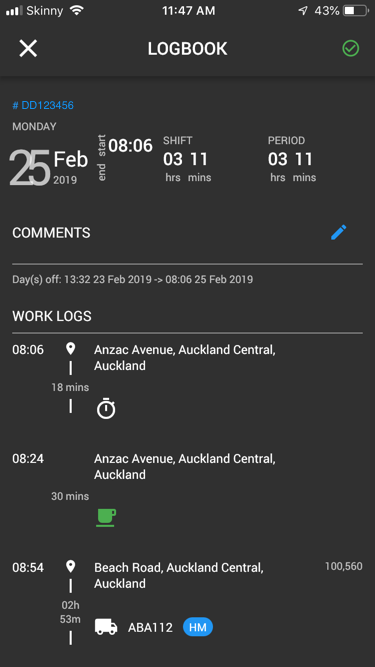 Skinny 11:47 AM 43%
LOGBOOK
# DD123456
MONDAY
25 Feb 2019
start 08:06
end
SHIFT
03 11
hrs mins
PERIOD
03 11
hrs mins
COMMENTS
Day(s) off: 13:32 23 Feb 2019 -> 08:06 25 Feb 2019
WORK LOGS
08:06 Anzac Avenue, Auckland Central,
Auckland
18 mins
08:24 Anzac Avenue, Auckland Central,
Auckland
30 mins
08:54 Beach Road, Auckland Central, 100,560
Auckland
02h
53m
ABA112 HM